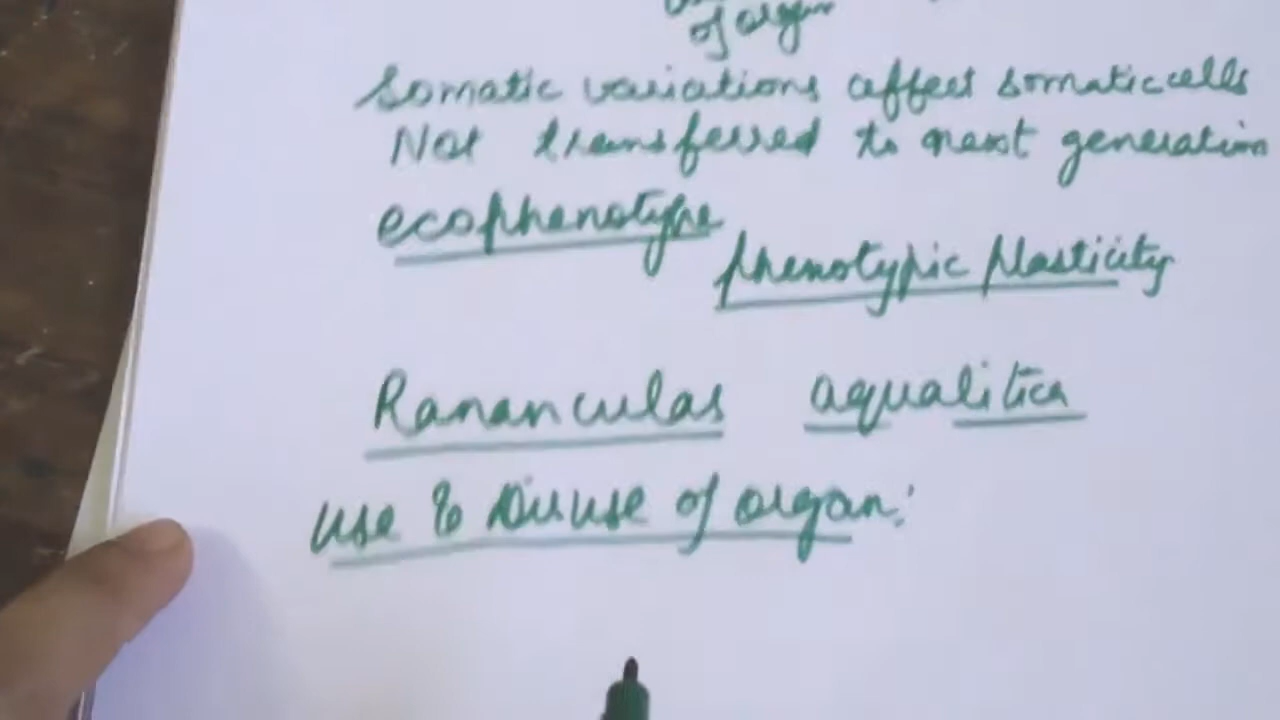 of organ
Somatic variations affect somatic cells
Not transferred to next generation
ecophenotype
phenotypic plasticity
Rananculas aqualitica
Use & Disuse of organ: